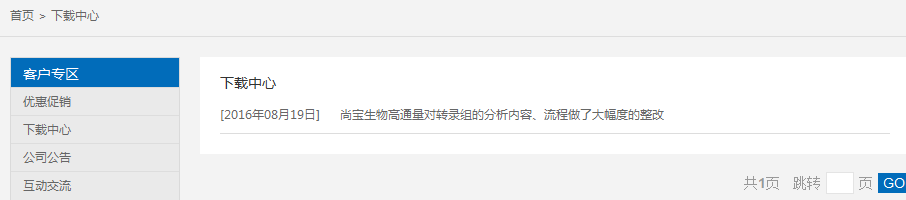 首页 > 下载中心
客户专区
优惠促销
下载中心
公司公告
互动交流
下载中心
[2016年08月19日] 尚宝生物高通量对转录组的分析内容、流程做了大幅度的整改
共1页 跳转 页 GO